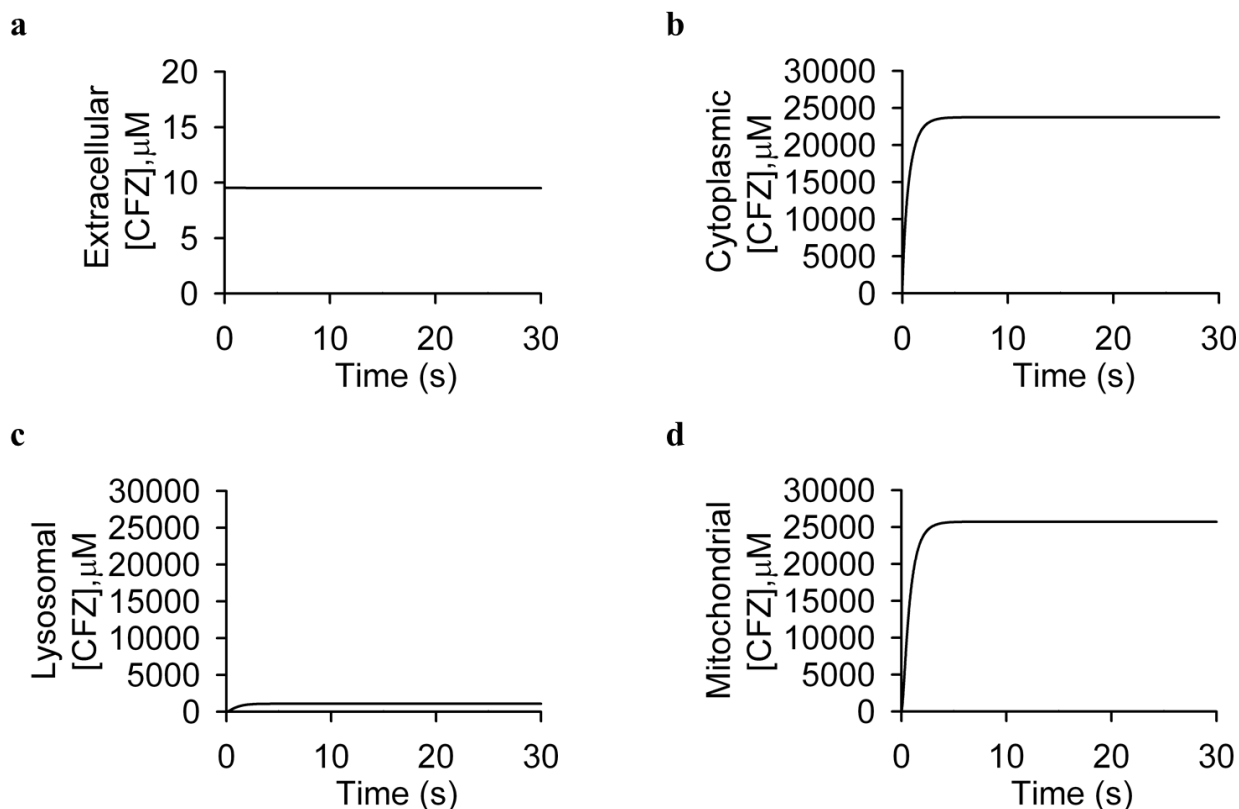 a
Extracellular
[CFZ],μM
20
15
10
5
0
0 10 20 30
Time (s)
b
Cytoplasmic
[CFZ],μM
30000
25000
20000
15000
10000
5000
0
0 10 20 30
Time (s)
c
Lysosomal
[CFZ],μM
30000
25000
20000
15000
10000
5000
0
0 10 20 30
Time (s)
d
Mitochondrial
[CFZ],μM
30000
25000
20000
15000
10000
5000
0
0 10 20 30
Time (s)